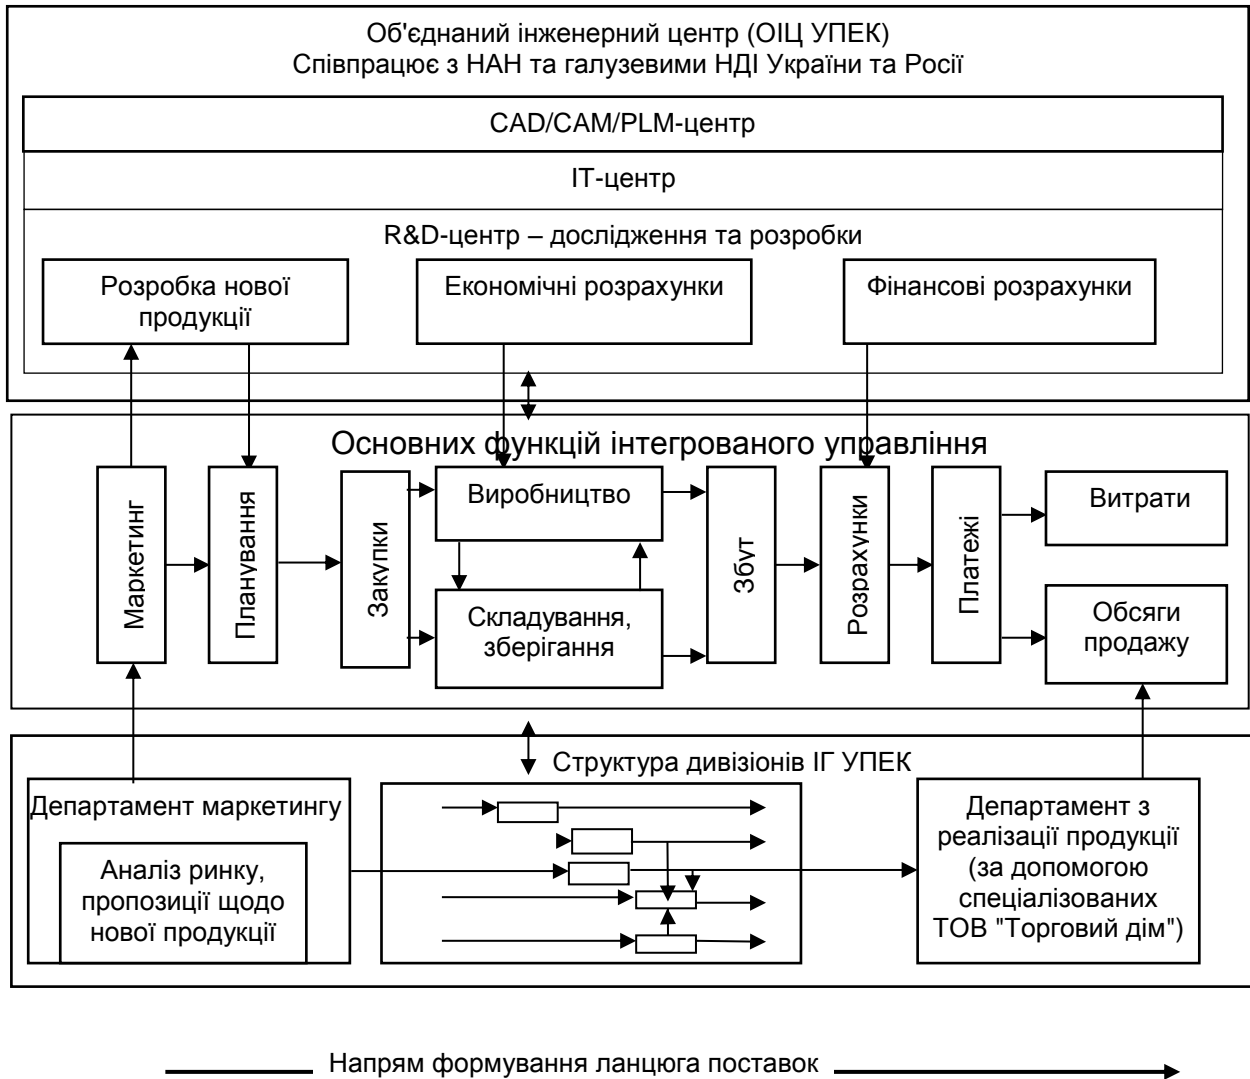 Об'єднаний інженерний центр (ОІЦ УПЕК)
Співпрацює з НАН та галузевими НДІ України та Росії
CAD/CAM/PLM-центр
ІТ-центр
R&D-центр – дослідження та розробки
Розробка нової
продукції
Економічні розрахунки
Фінансові розрахунки
Основних функцій інтегрованого управління
Маркетинг
Планування
Закупки
Виробництво
Складування,
зберігання
Збут
Розрахунки
Платежі
Витрати
Обсяги
продажу
Структура дивізіонів ІГ УПЕК
Департамент маркетингу
Аналіз ринку,
пропозиції щодо
нової продукції
Департамент з
реалізації продукції
(за допомогою
спеціалізованих
ТОВ "Торговий дім")
Напрям формування ланцюга поставок